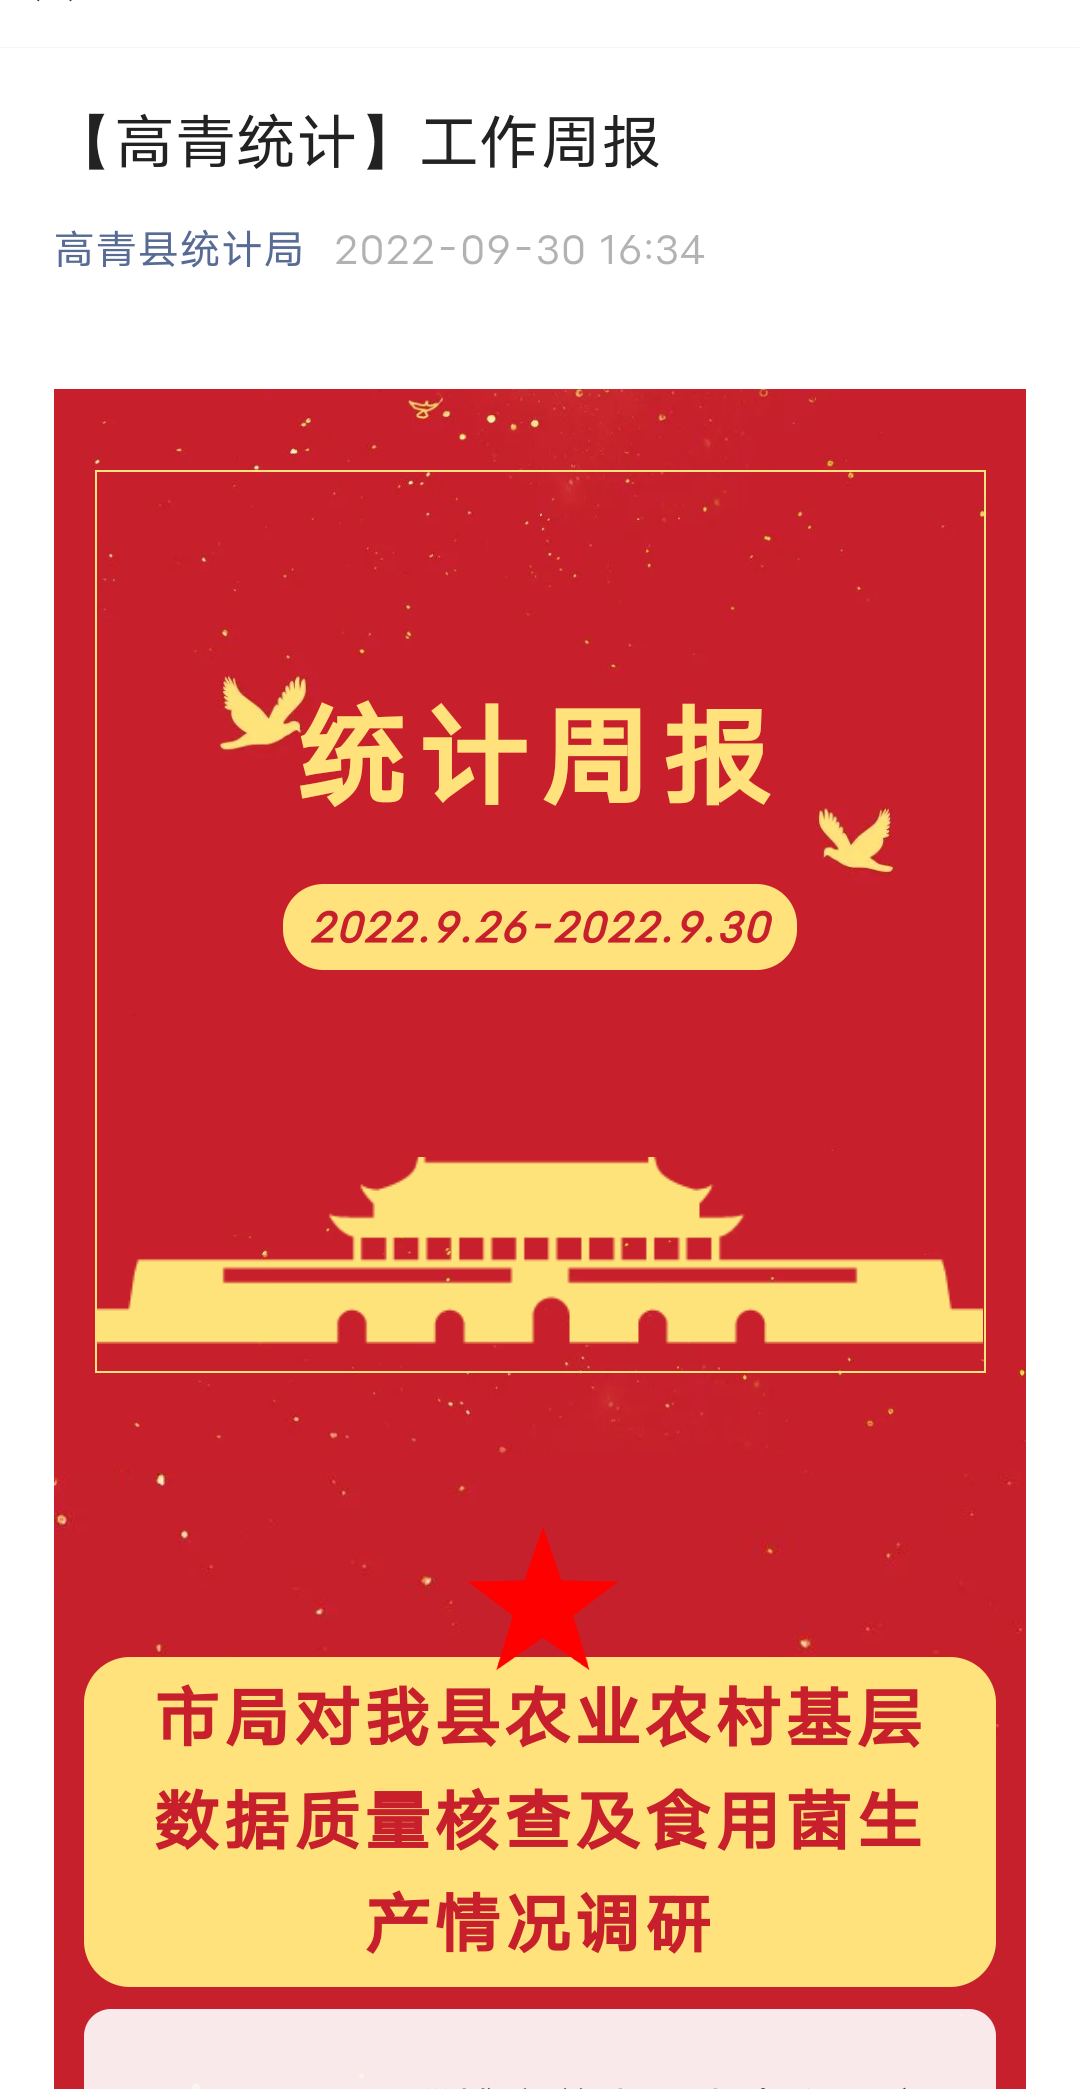 【高青统计】工作周报
高青县统计局 2022-09-30 16:34
统计周报
2022.9.26-2022.9.30
市局对我县农业农村基层
数据质量核查及食用菌生
产情况调研